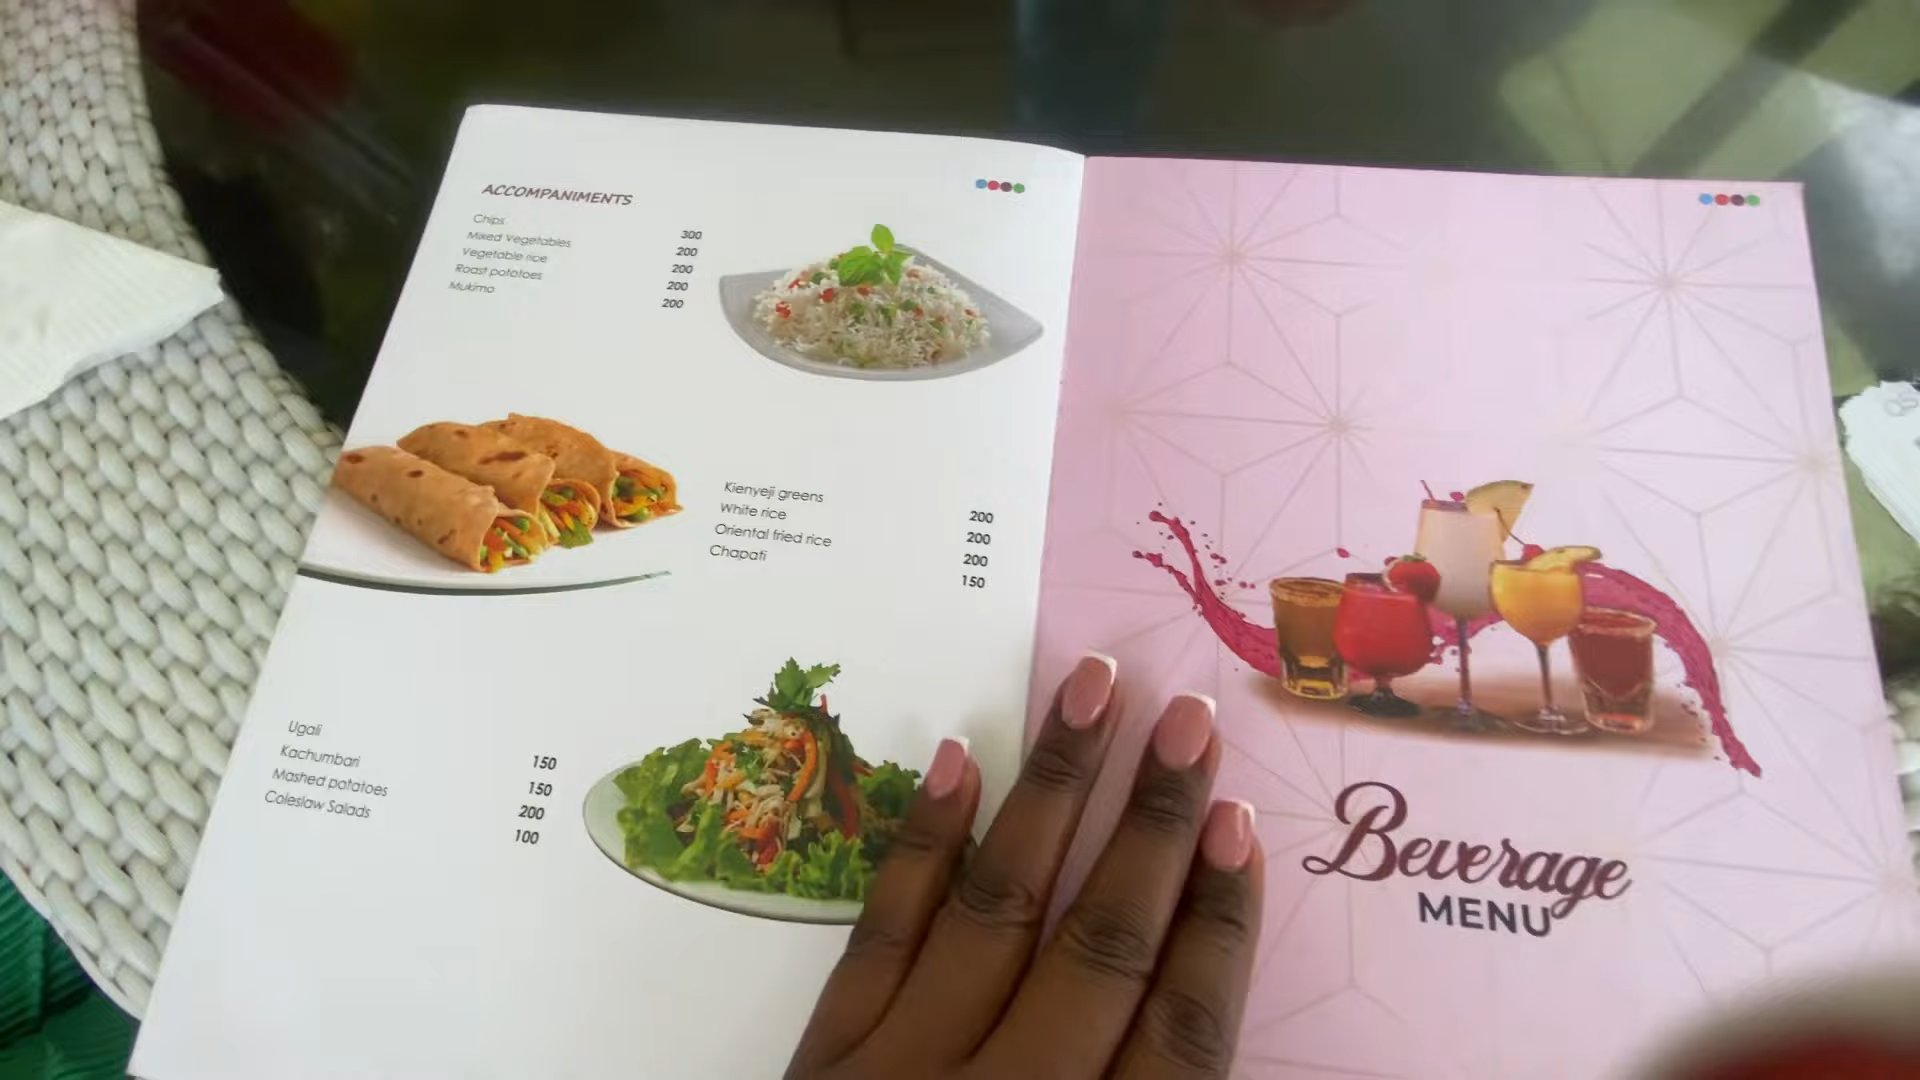 ACCOMPANIMENTS
Chips 300
Mixed Vegetables 200
Vegetable rice 200
Roast potatoes 200
Mukimo 200
Kienyeji greens 200
White rice 200
Oriental fried rice 200
Chapati 150
Ugali 150
Kachumbari 150
Mashed potatoes 200
Coleslaw Salads 100
Beverage
MENU